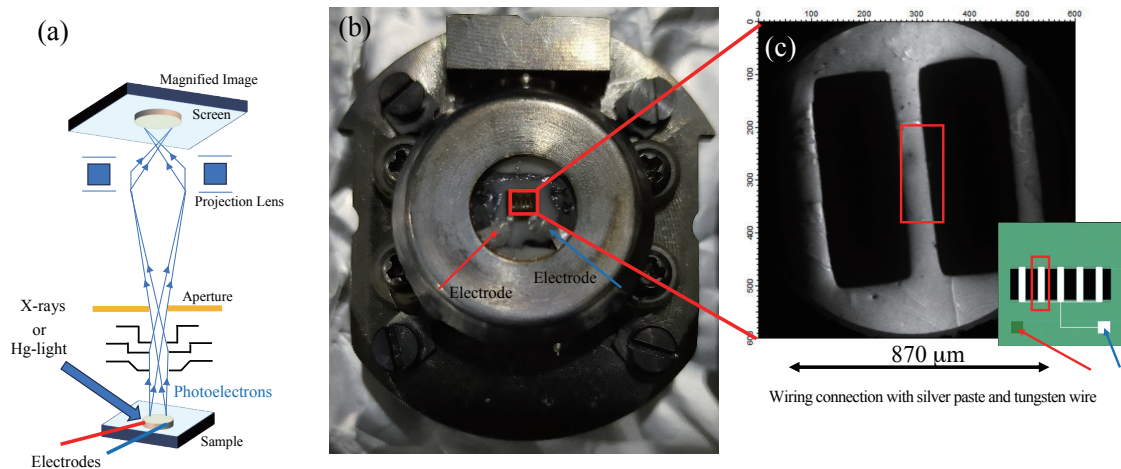 (a)
Magnified Image
Screen
Projection Lens
Aperture
X-rays
or
Hg-light
Photoelectrons
Sample
Electrodes
(b)
Electrode
Electrode
0 100 200 300 400 500 600
0
100
200
300
400
500
600
(c)
870 μm
Wiring connection with silver paste and tungsten wire